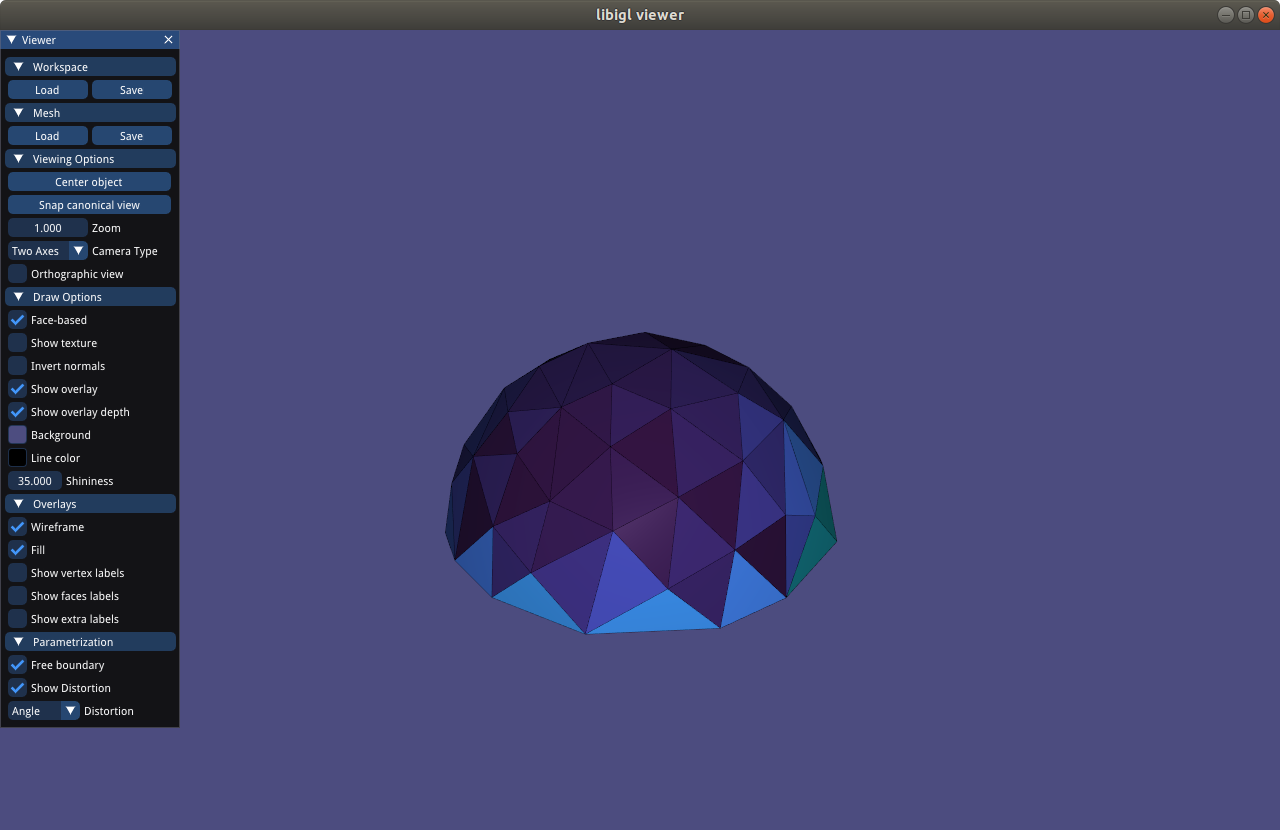 libigl viewer
Viewer
Workspace
Load Save
Mesh
Load Save
Viewing Options
Center object
Snap canonical view
1.000 Zoom
Two Axes Camera Type
Orthographic view
Draw Options
Face-based
Show texture
Invert normals
Show overlay
Show overlay depth
Background
Line color
35.000 Shininess
Overlays
Wireframe
Fill
Show vertex labels
Show faces labels
Show extra labels
Parametrization
Free boundary
Show Distortion
Angle Distortion